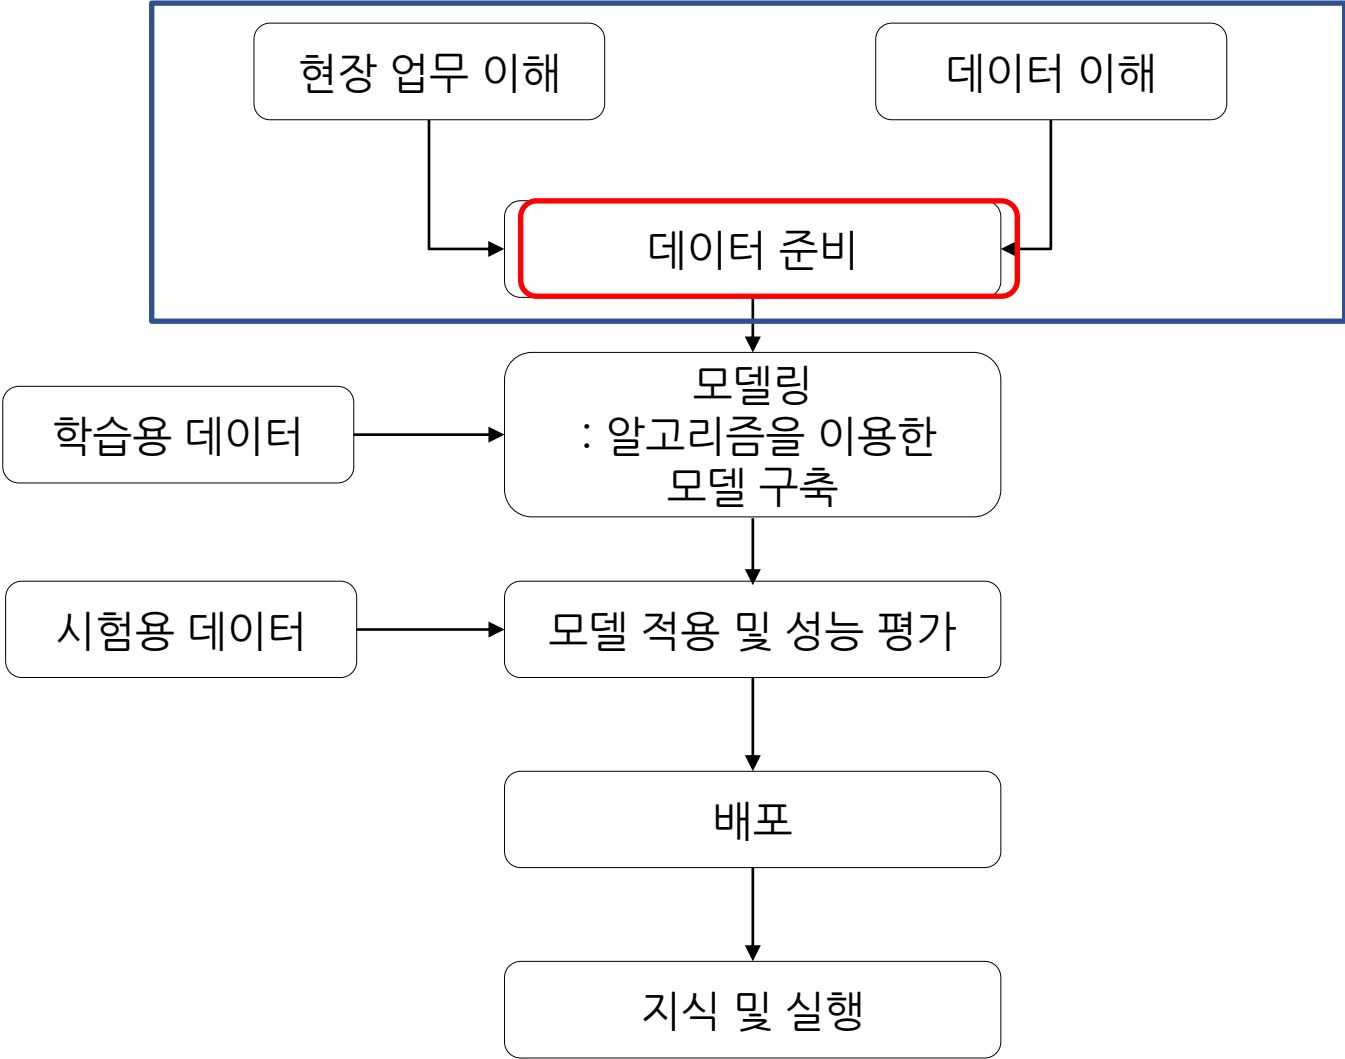 현장 업무 이해
데이터 이해
데이터 준비
모델링
: 알고리즘을 이용한
모델 구축
학습용 데이터
시험용 데이터
모델 적용 및 성능 평가
배포
지식 및 실행